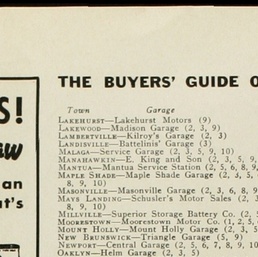 THE BUYERS' GUIDE O
S!
Town Garage
LAKEHURST—Lakehurst Motors (9)
LAKEWOOD—Madison Garage (2, 3, 9)
LAMBERTVILLE—Kilroy's Garage (2, 3)
LANDISVILLE—Battelinis' Garage (3)
MALAGA—Service Garage (2, 3, 5, 9, 10)
MANAHAWKIN—E. King and Son (2, 3, 5, 9,
MANTUA—Mantua Service Station (2, 5, 6, 8, 9,
MAPLE SHADE—Maple Shade Garage (2, 3, 5,
8, 9, 10)
an
MASONVILLE—Masonville Garage (2, 3, 6, 8, 9
MAYS LANDING—Schusler's Motor Sales (2, 3
8, 9, 10)
t's
MILLVILLE—Superior Storage Battery Co. (2,
MOORESTOWN—Moorestown Motor Co. (1, 2, 5,
MOUNT HOLLY—Mount Holly Garage (2, 3, 5
NEW BRUNSWICK—Triangle Garage (5, 9)
NEWPORT—Central Garage (2, 5, 6, 7, 8, 9, 10
OAKLYN—Helm Garage (2, 3, 5)